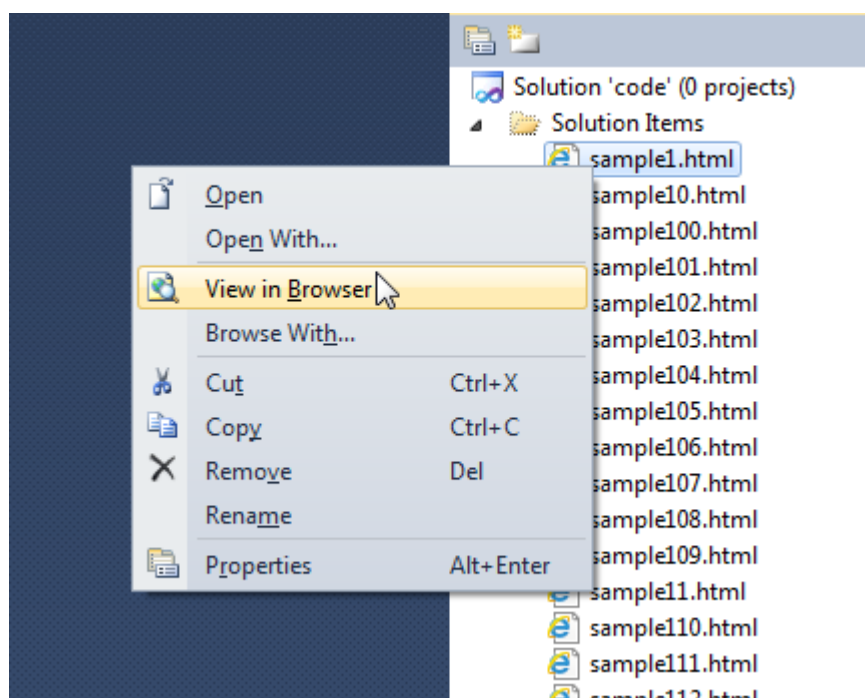 Solution 'code' (0 projects)
Solution Items
sample1.html
Open
sample10.html
Open With...
sample100.html
sample101.html
View in Browser
sample102.html
Browse With...
sample103.html
sample104.html
Cut Ctrl+X
sample105.html
Copy Ctrl+C
sample106.html
Remove Del
sample107.html
Rename
sample108.html
Properties Alt+Enter
sample109.html
sample11.html
sample110.html
sample111.html
sample112.html